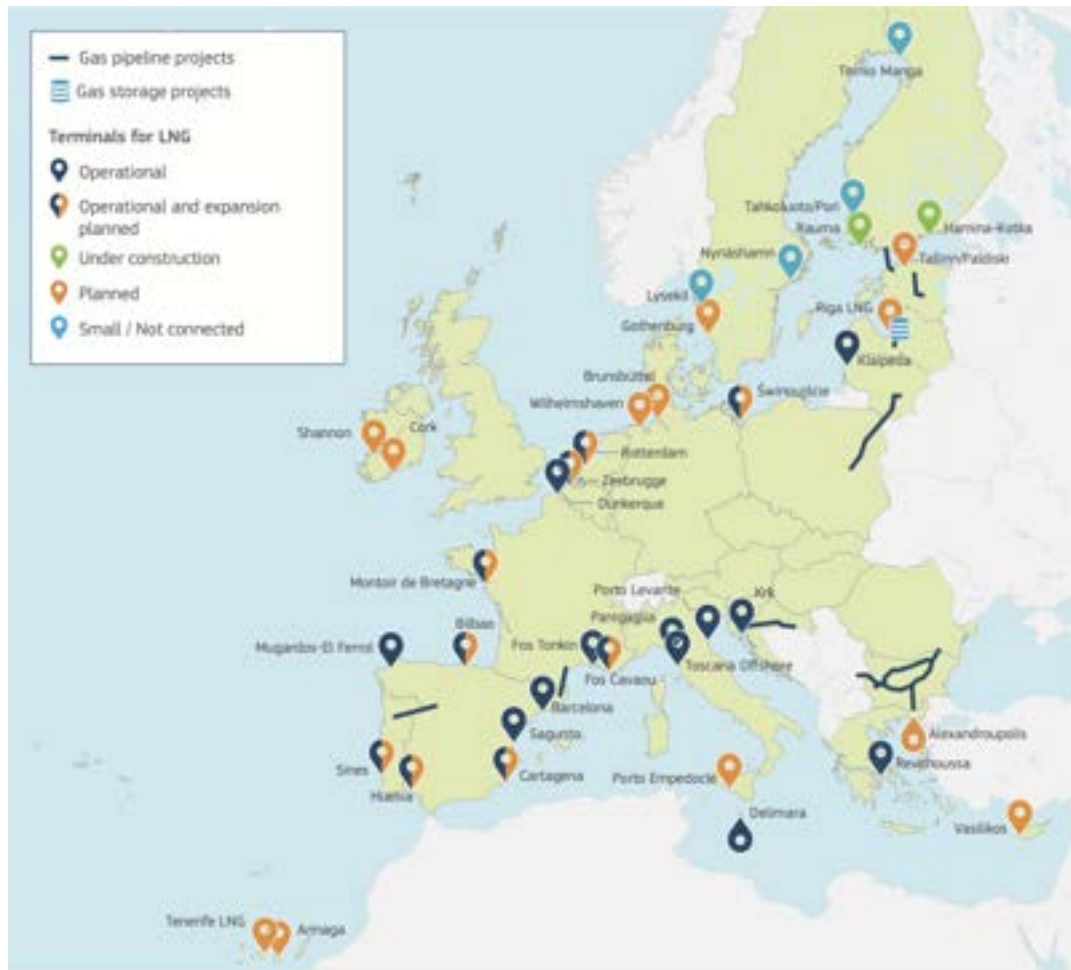 Gas pipeline projects
Gas storage projects
Terminals for LNG
Operational
Operational and expansion
planned
Under construction
Planned
Small / Not connected
Tornio Manga
Tahkoluoto/Pori
Rauma
Hamina-Kotka
Nynäshamn
Tallinn/Paldiski
Lysekil
Gothenburg
Riga LNG
Klaipeda
Brunsbüttel
Wilhelmshaven
Świnoujście
Shannon
Cork
Rotterdam
Zeebrugge
Dunkerque
Montoir de Bretagne
Porto Levante
Krk
Panigaglia
Bilbao
Mugardos-El Ferrol
Fos Tonkin
Toscana Offshore
Fos Cavaou
Barcelona
Sagunto
Alexandroupolis
Sines
Cartagena
Porto Empedocle
Revithoussa
Huelva
Delimara
Vasilikos
Tenerife LNG
Arinaga